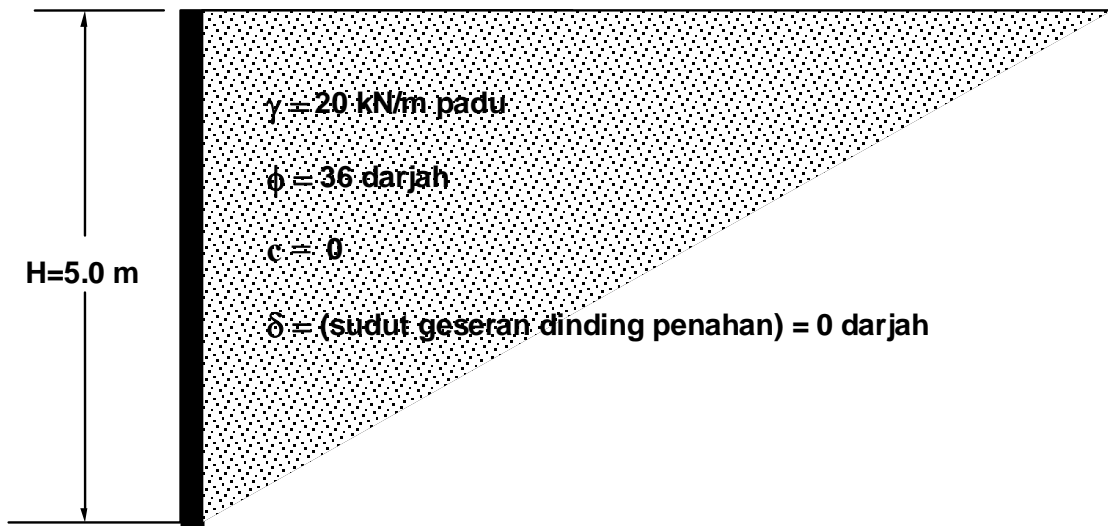 γ = 20 kN/m padu
ϕ = 36 darjah
c = 0
H=5.0 m
δ = (sudut geseran dinding penahan) = 0 darjah